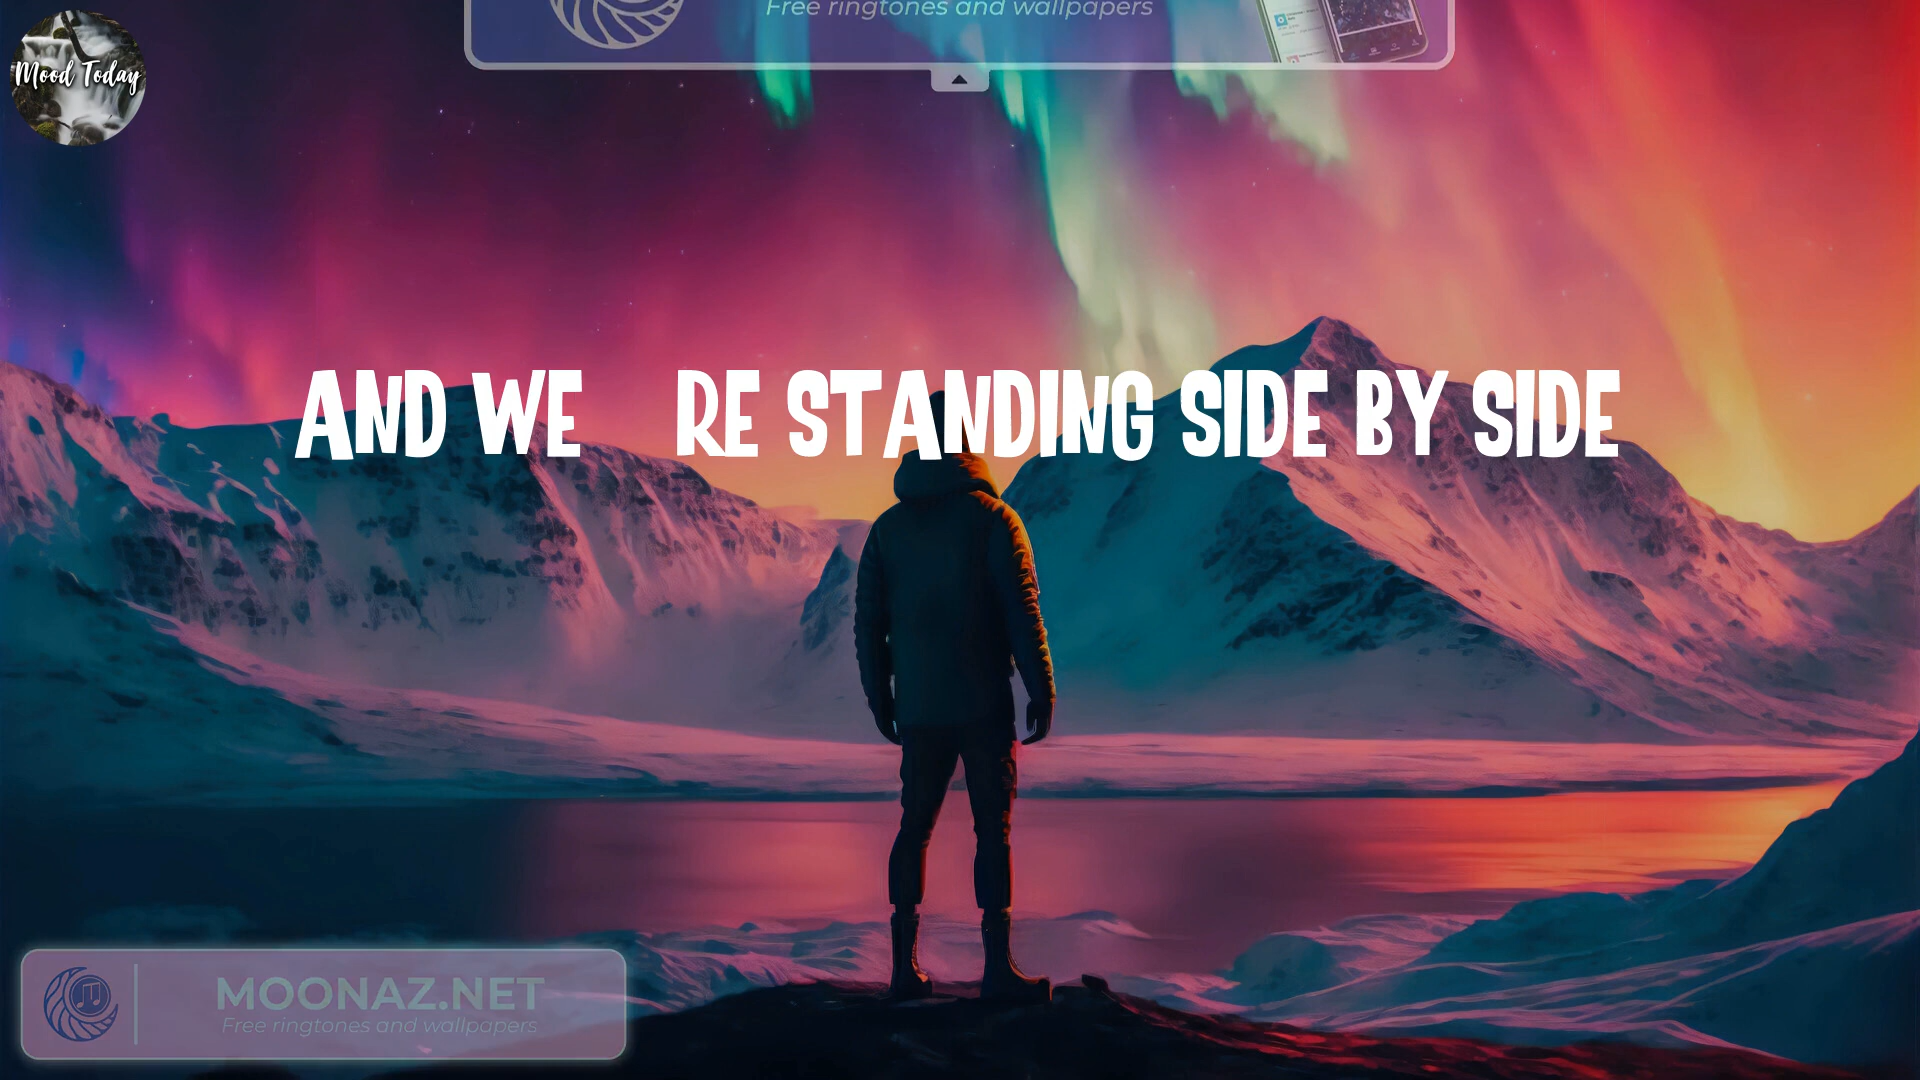 Free ringtones and wallpapers
Mood Today
AND WE RE STANDING SIDE BY SIDE
MOONAZ.NET
Free ringtones and wallpapers